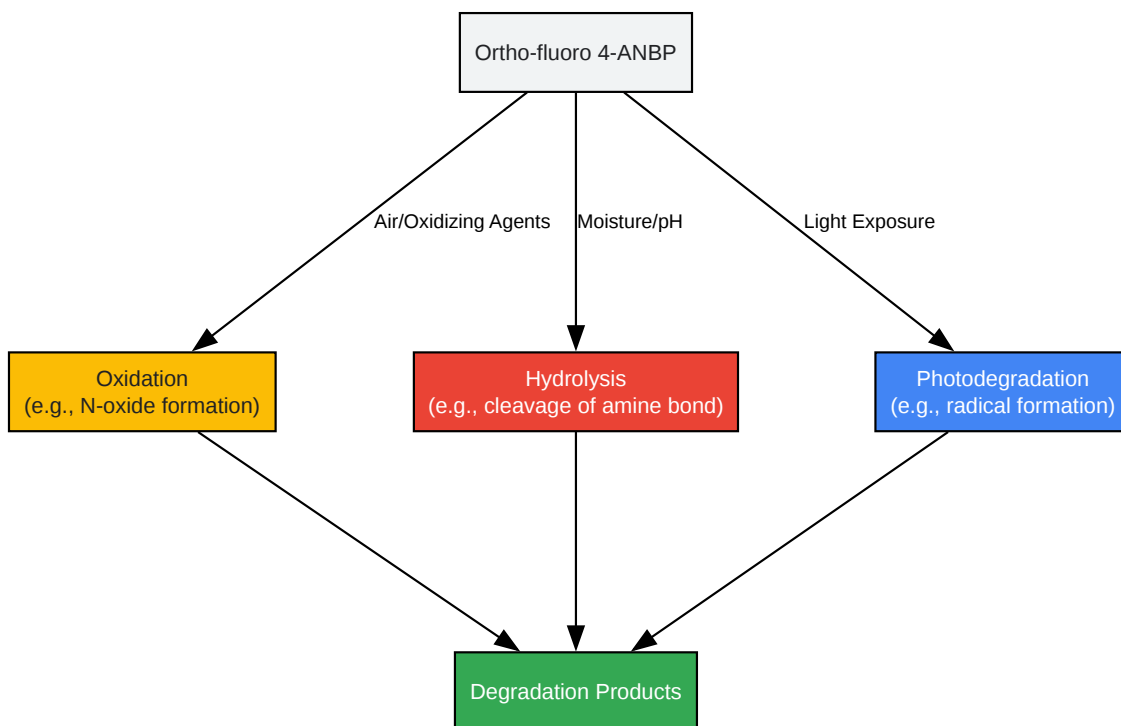 Ortho-fluoro 4-ANBP
Air/Oxidizing Agents
Moisture/pH
Light Exposure
Oxidation
(e.g., N-oxide formation)
Hydrolysis
(e.g., cleavage of amine bond)
Photodegradation
(e.g., radical formation)
Degradation Products